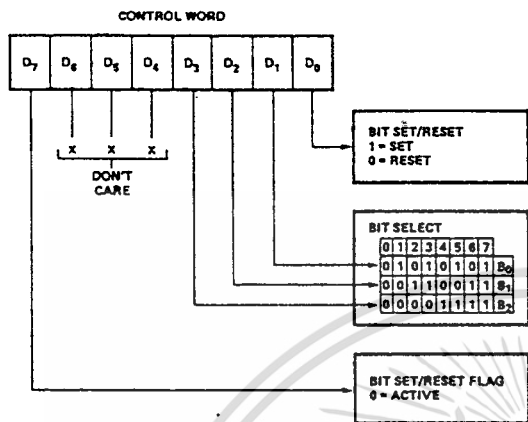 CONTROL WORD
D7 D6 D5 D4 D3 D2 D1 D0
X X X
DON'T
CARE
BIT SET/RESET
1 = SET
0 = RESET
BIT SELECT
0 1 2 3 4 5 6 7
0 1 0 1 0 1 0 1 B0
0 0 1 1 0 0 1 1 B1
0 0 0 0 1 1 1 1 B2
BIT SET/RESET FLAG
0 = ACTIVE